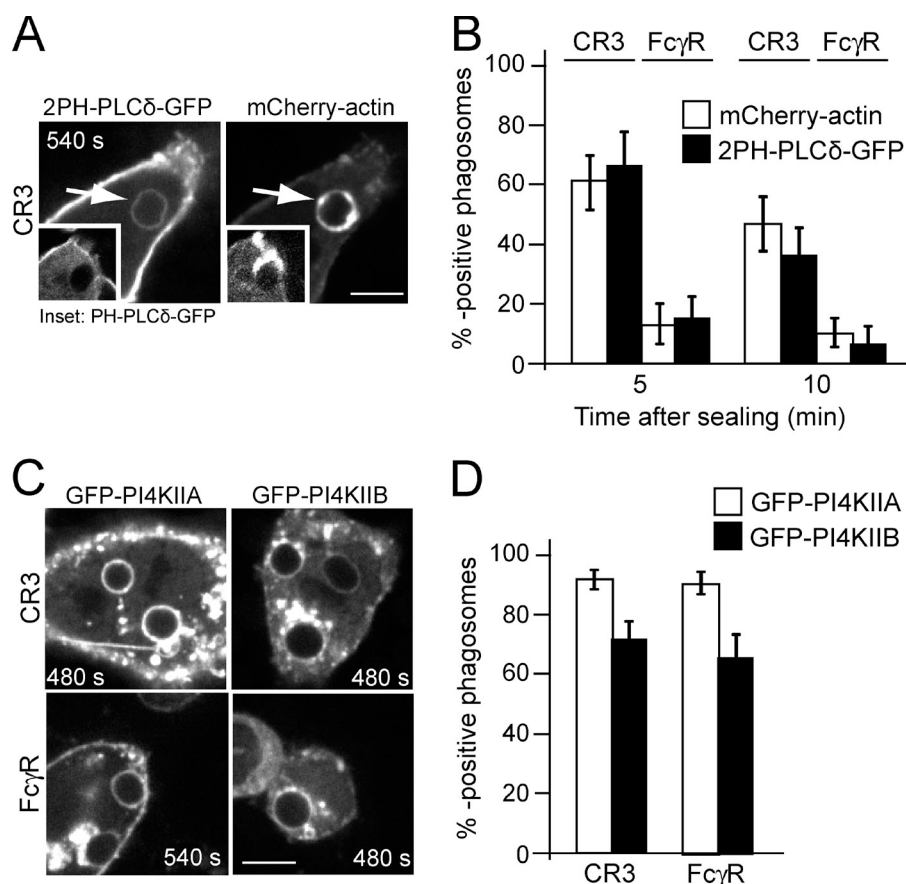 A
2PH-PLCδ-GFP mCherry-actin
540 s
CR3
Inset: PH-PLCδ-GFP
B
CR3 FcγR CR3 FcγR
100
80
60
40
20
0
% -positive phagosomes
mCherry-actin
2PH-PLCδ-GFP
5 10
Time after sealing (min)
C
GFP-PI4KIIA GFP-PI4KIIB
CR3
480 s 480 s
FcγR
540 s 480 s
D
GFP-PI4KIIA
GFP-PI4KIIB
100
80
60
40
20
0
% -positive phagosomes
CR3 FcγR